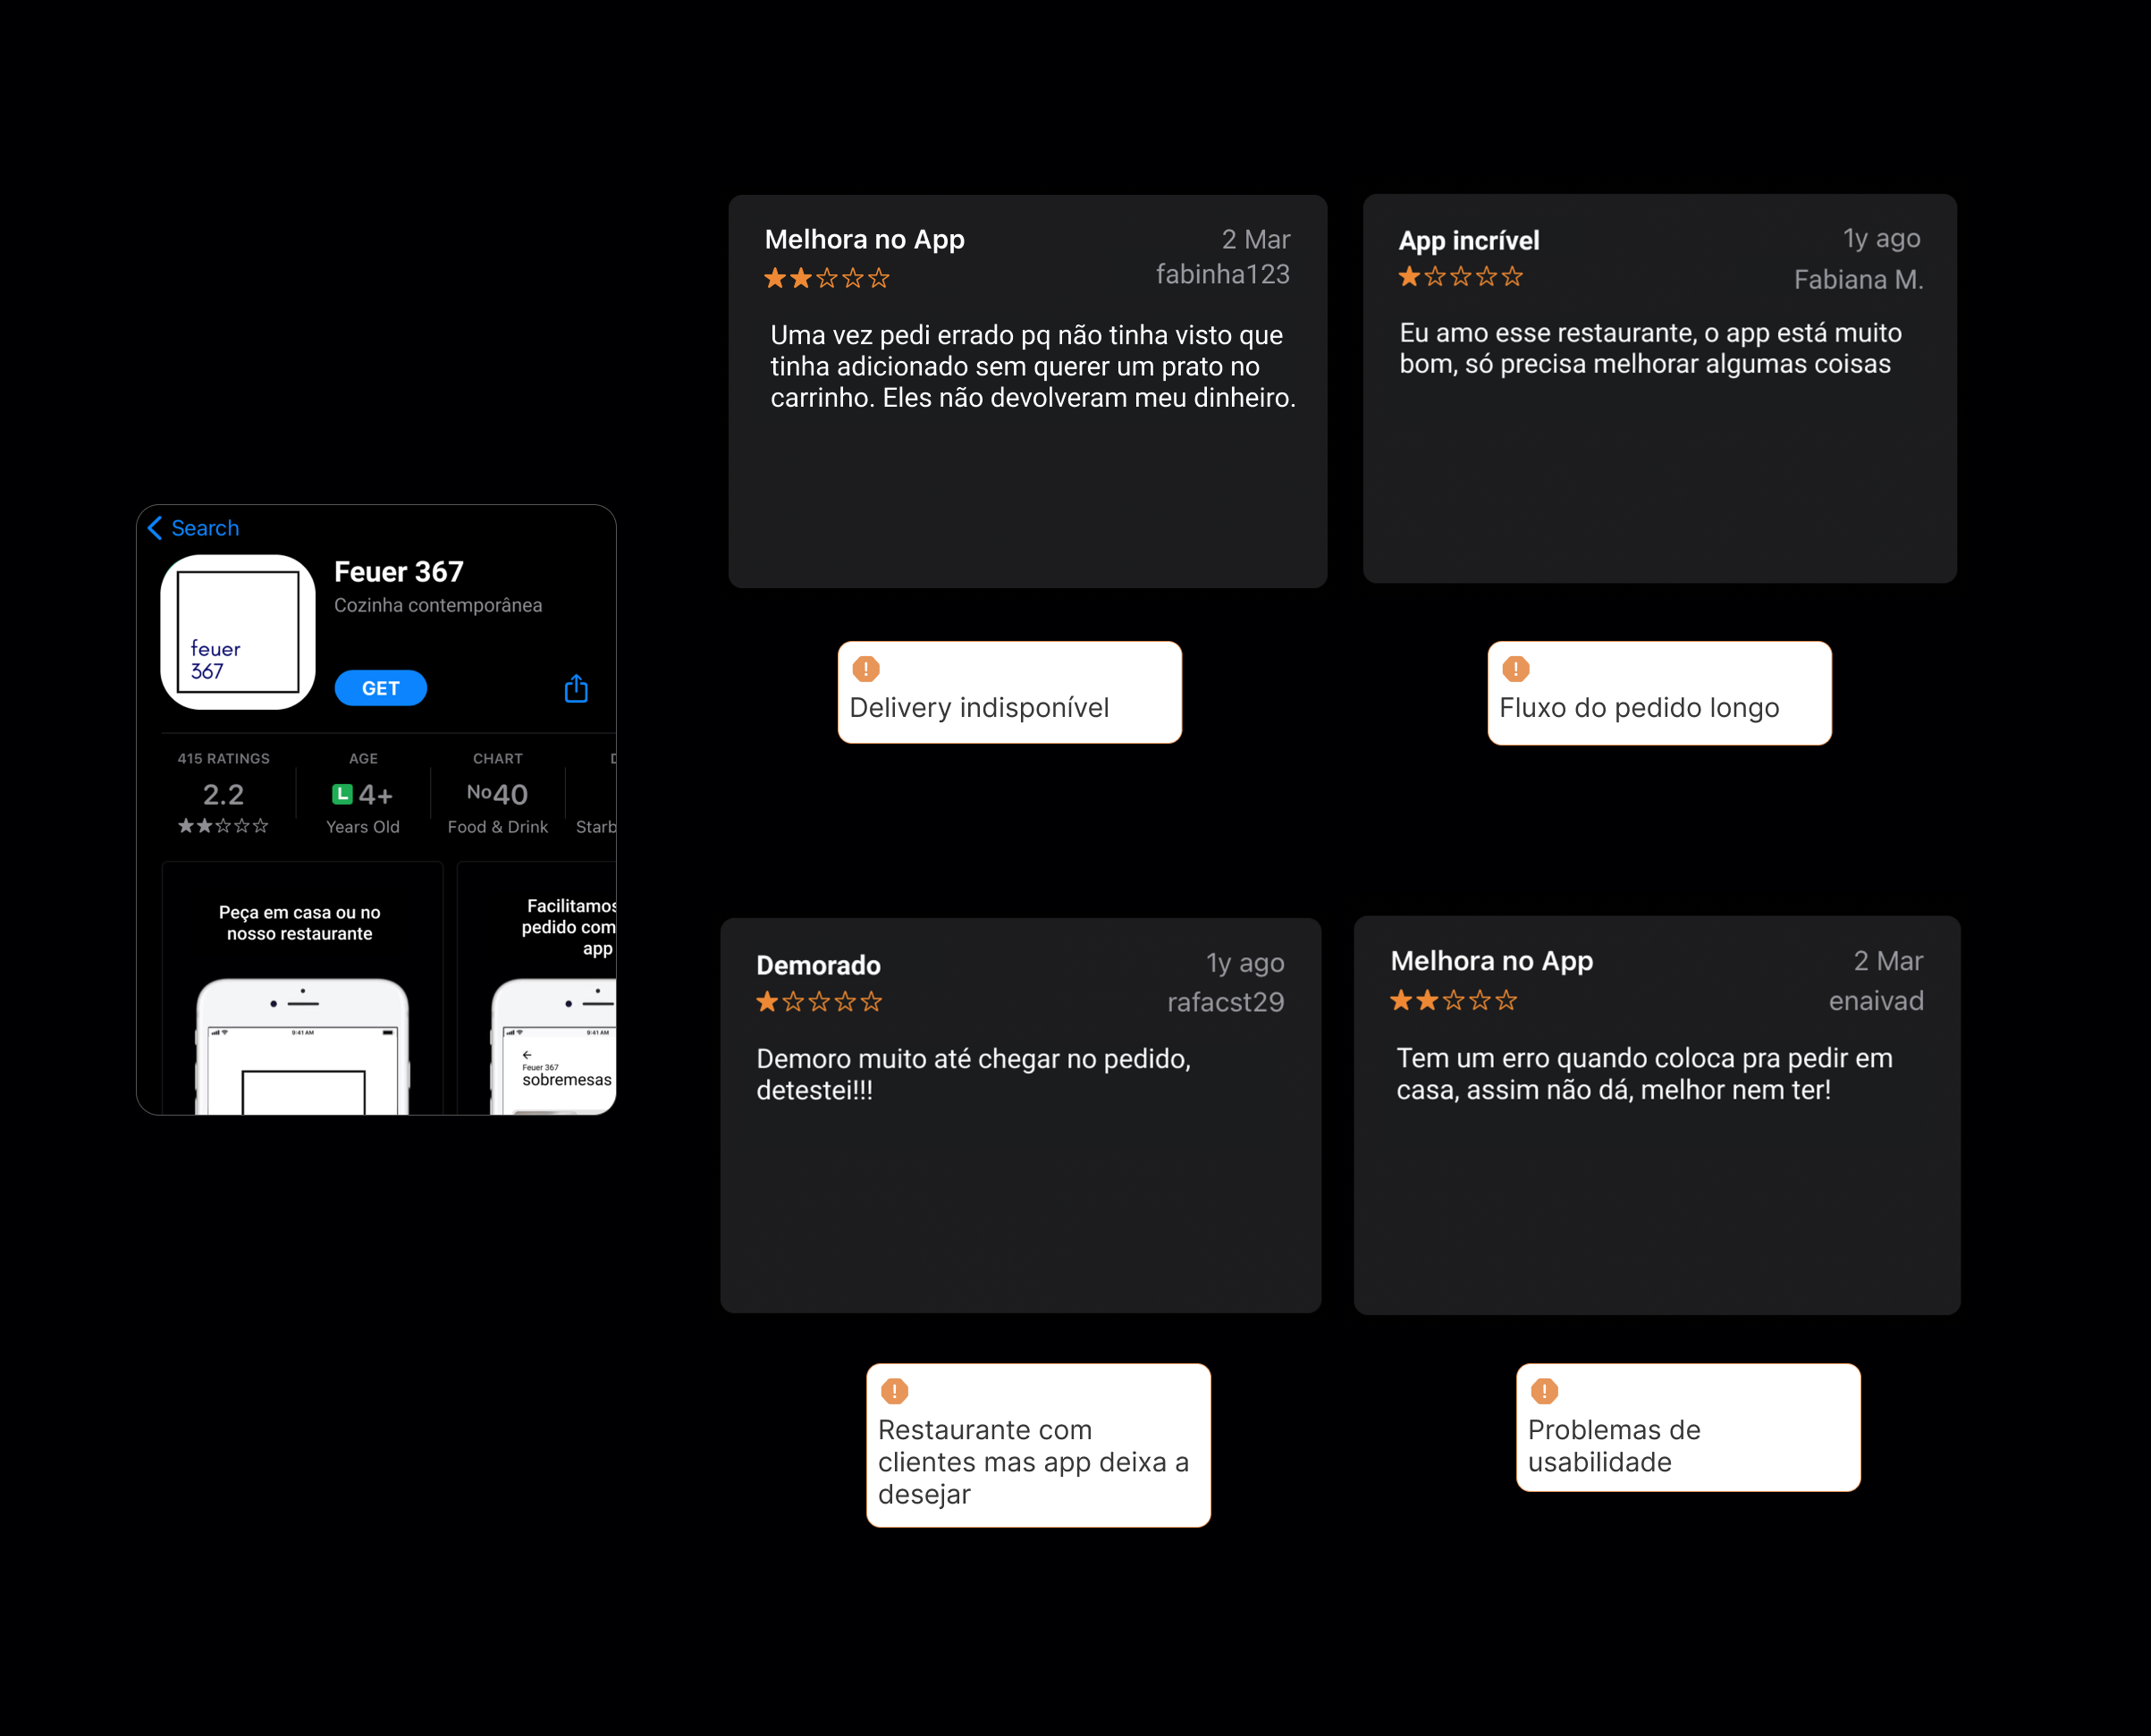 Search
feuer
367
Feuer 367
Cozinha contemporânea
GET
415 RATINGS
2.2
AGE
L 4+
Years Old
CHART
No40
Food & Drink
D
Starb
Peça em casa ou no
nosso restaurante
9:41 AM
Facilitamos
pedido com
app
9:41 AM
Feuer 367
sobremesas
Melhora no App
2 Mar
fabinha123
Uma vez pedi errado pq não tinha visto que
tinha adicionado sem querer um prato no
carrinho. Eles não devolveram meu dinheiro.
Delivery indisponível
App incrível
1y ago
Fabiana M.
Eu amo esse restaurante, o app está muito
bom, só precisa melhorar algumas coisas
Fluxo do pedido longo
Demorado
1y ago
rafacst29
Demoro muito até chegar no pedido,
detestei!!!
Restaurante com
clientes mas app deixa a
desejar
Melhora no App
2 Mar
enaivad
Tem um erro quando coloca pra pedir em
casa, assim não dá, melhor nem ter!
Problemas de
usabilidade